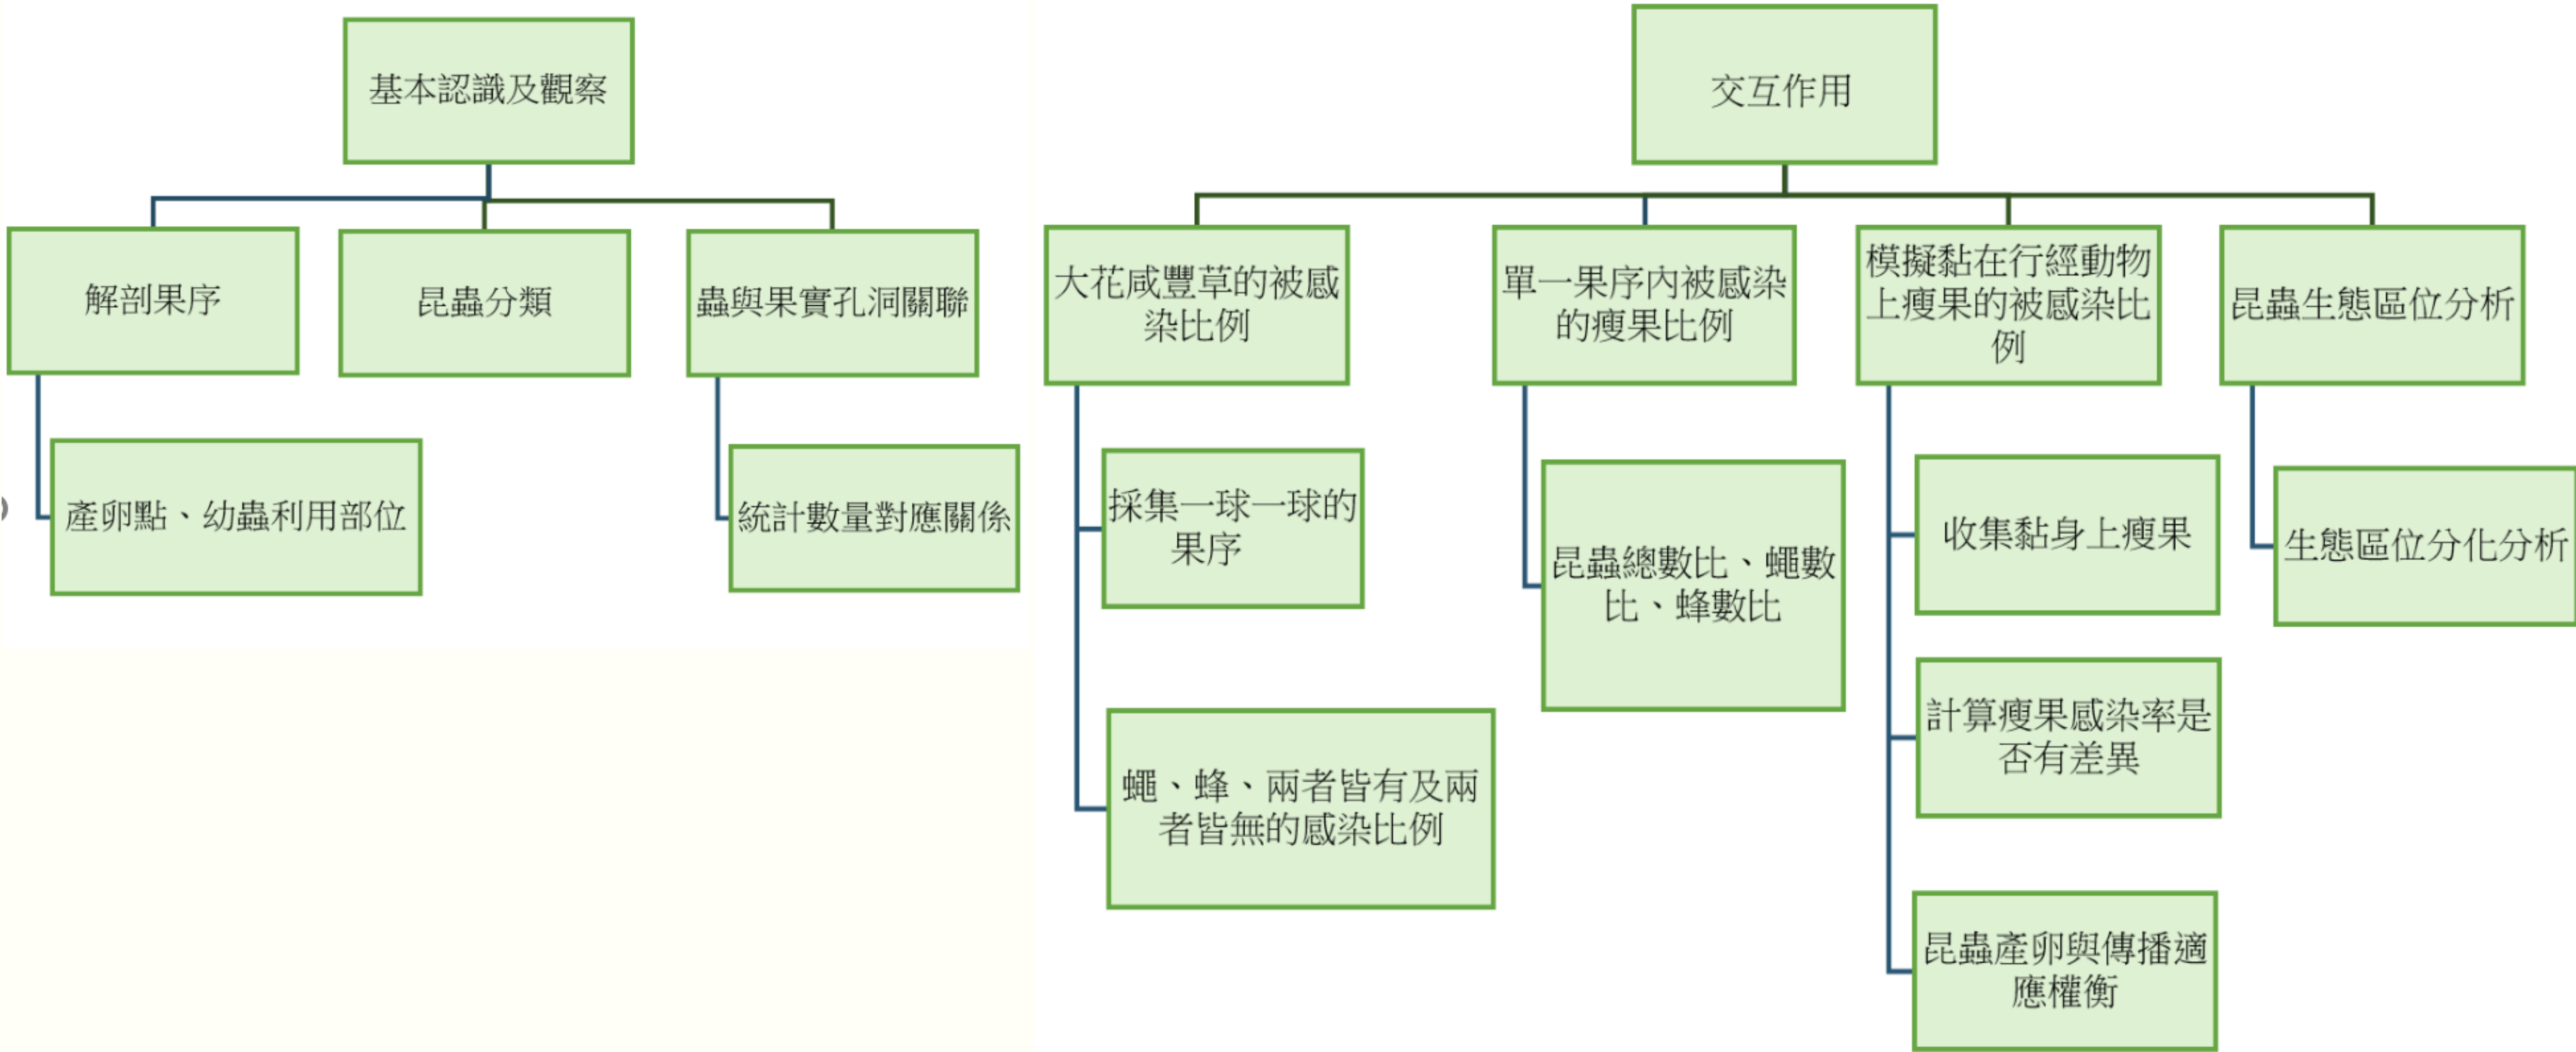 基本認識及觀察
解剖果序
昆蟲分類
蟲與果實孔洞關聯
產卵點、幼蟲利用部位
統計數量對應關係
交互作用
大花咸豐草的被感
染比例
單一果序內被感染
的瘦果比例
模擬黏在行經動物
上瘦果的被感染比
例
昆蟲生態區位分析
採集一球一球的
果序
蠅、蜂、兩者皆有及兩
者皆無的感染比例
昆蟲總數比、蠅數
比、蜂數比
收集黏身上瘦果
計算瘦果感染率是
否有差異
昆蟲產卵與傳播適
應權衡
生態區位分化分析